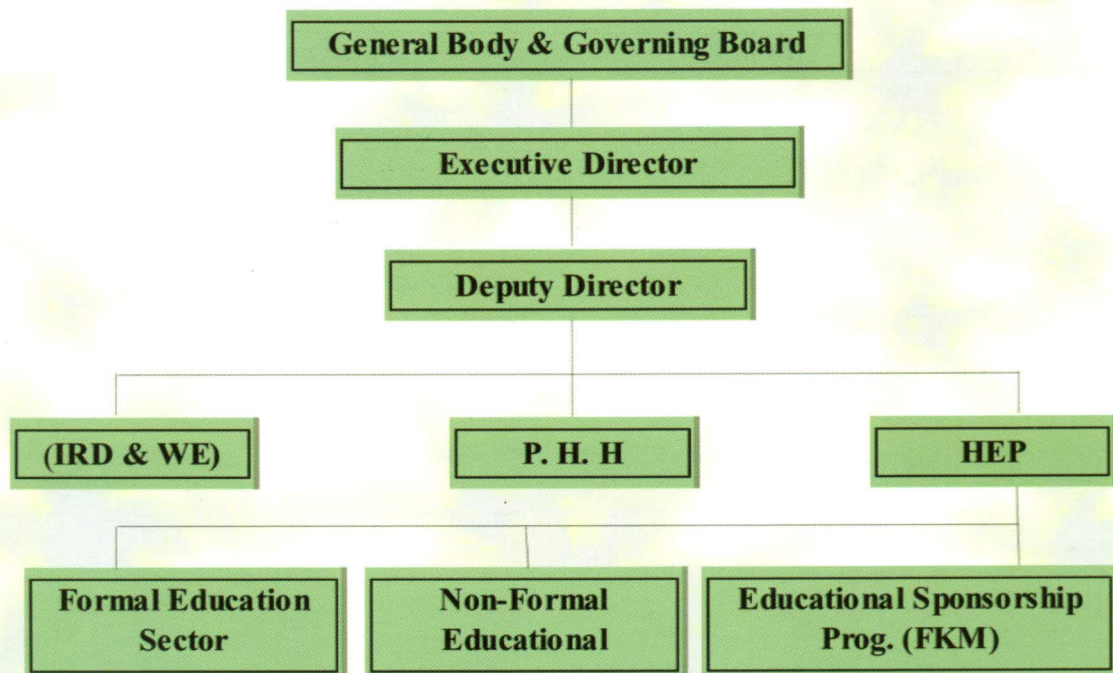 General Body & Governing Board
Executive Director
Deputy Director
(IRD & WE)
P. H. H
HEP
Formal Education
Sector
Non-Formal
Educational
Educational Sponsorship
Prog. (FKM)